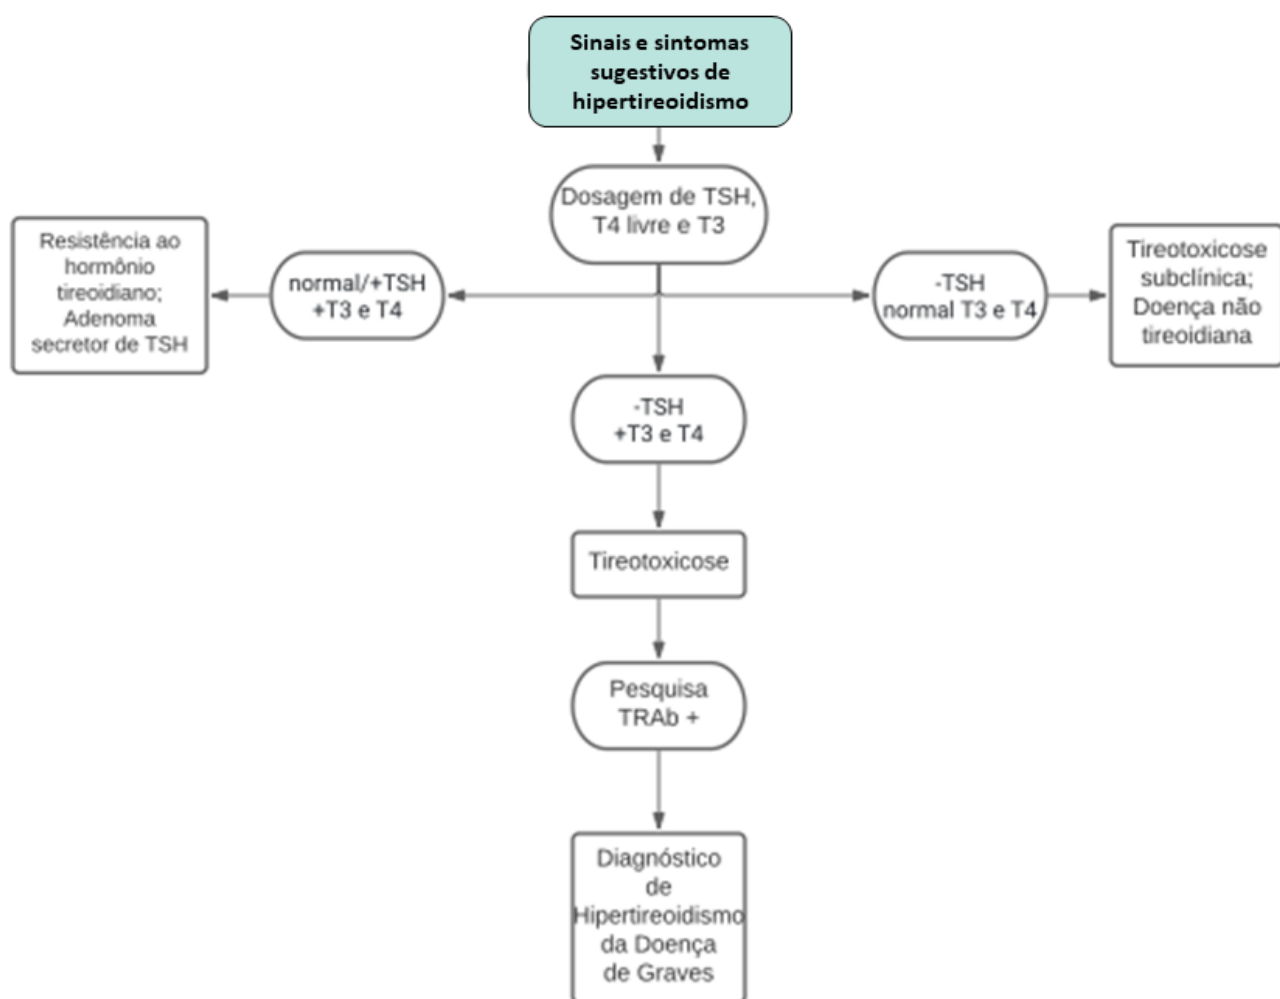 Sinais e sintomas
sugestivos de
hipertireoidismo
Dosagem de TSH,
T4 livre e T3
Resistência ao
hormônio
tireoidiano;
Adenoma
secretor de TSH
normal/+TSH
+T3 e T4
-TSH
normal T3 e T4
Tireotoxicose
subclínica;
Doença não
tireoidiana
-TSH
+T3 e T4
Tireotoxicose
Pesquisa
TRAb +
Diagnóstico
de
Hipertireoidismo
da Doença
de Graves